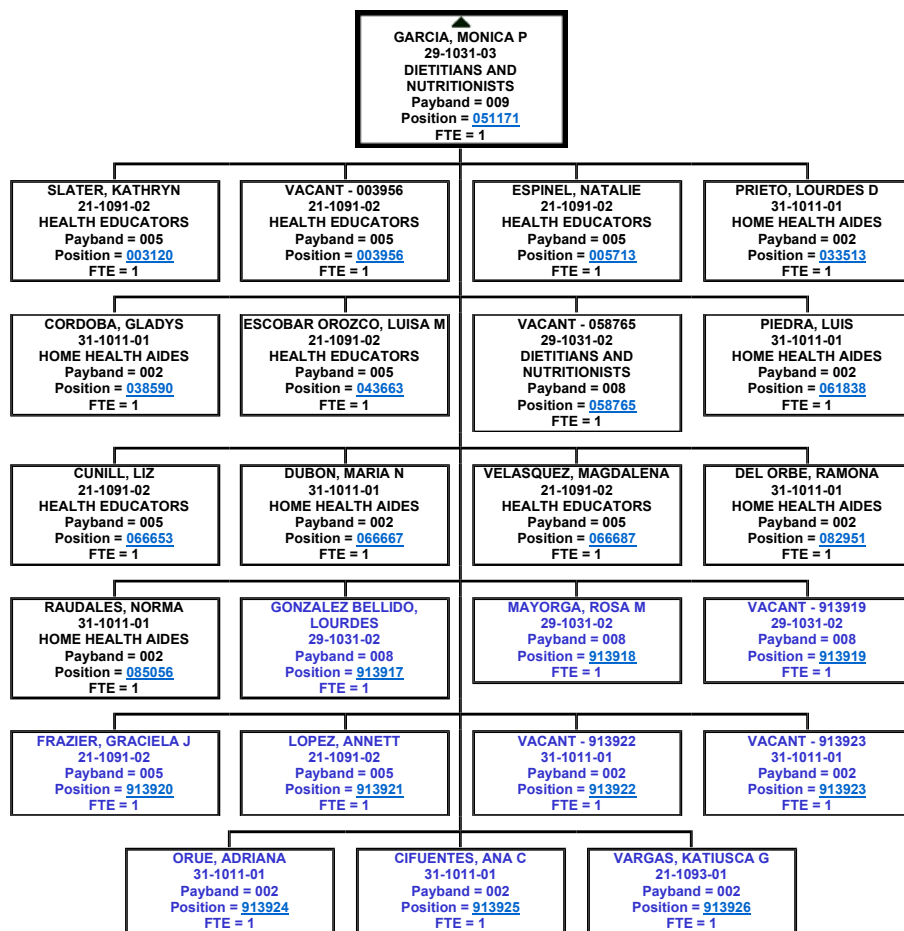 GARCIA, MONICA P
29-1031-03
DIETITIANS AND
NUTRITIONISTS
Payband = 009
Position = 051171
FTE = 1
SLATER, KATHRYN
21-1091-02
HEALTH EDUCATORS
Payband = 005
Position = 003120
FTE = 1
VACANT - 003956
21-1091-02
HEALTH EDUCATORS
Payband = 005
Position = 003956
FTE = 1
ESPINEL, NATALIE
21-1091-02
HEALTH EDUCATORS
Payband = 005
Position = 005713
FTE = 1
PRIETO, LOURDES D
31-1011-01
HOME HEALTH AIDES
Payband = 002
Position = 033513
FTE = 1
CORDOBA, GLADYS
31-1011-01
HOME HEALTH AIDES
Payband = 002
Position = 038590
FTE = 1
ESCOBAR OROZCO, LUISA M
21-1091-02
HEALTH EDUCATORS
Payband = 005
Position = 043663
FTE = 1
VACANT - 058765
29-1031-02
DIETITIANS AND
NUTRITIONISTS
Payband = 008
Position = 058765
FTE = 1
PIEDRA, LUIS
31-1011-01
HOME HEALTH AIDES
Payband = 002
Position = 061838
FTE = 1
CUNILL, LIZ
21-1091-02
HEALTH EDUCATORS
Payband = 005
Position = 066653
FTE = 1
DUBON, MARIA N
31-1011-01
HOME HEALTH AIDES
Payband = 002
Position = 066667
FTE = 1
VELASQUEZ, MAGDALENA
21-1091-02
HEALTH EDUCATORS
Payband = 005
Position = 066687
FTE = 1
DEL ORBE, RAMONA
31-1011-01
HOME HEALTH AIDES
Payband = 002
Position = 082951
FTE = 1
RAUDALES, NORMA
31-1011-01
HOME HEALTH AIDES
Payband = 002
Position = 085056
FTE = 1
GONZALEZ BELLIDO,
LOURDES
29-1031-02
Payband = 008
Position = 913917
FTE = 1
MAYORGA, ROSA M
29-1031-02
Payband = 008
Position = 913918
FTE = 1
VACANT - 913919
29-1031-02
Payband = 008
Position = 913919
FTE = 1
FRAZIER, GRACIELA J
21-1091-02
Payband = 005
Position = 913920
FTE = 1
LOPEZ, ANNETT
21-1091-02
Payband = 005
Position = 913921
FTE = 1
VACANT - 913922
31-1011-01
Payband = 002
Position = 913922
FTE = 1
VACANT - 913923
31-1011-01
Payband = 002
Position = 913923
FTE = 1
ORUE, ADRIANA
31-1011-01
Payband = 002
Position = 913924
FTE = 1
CIFUENTES, ANA C
31-1011-01
Payband = 002
Position = 913925
FTE = 1
VARGAS, KATIUSCA G
21-1093-01
Payband = 002
Position = 913926
FTE = 1